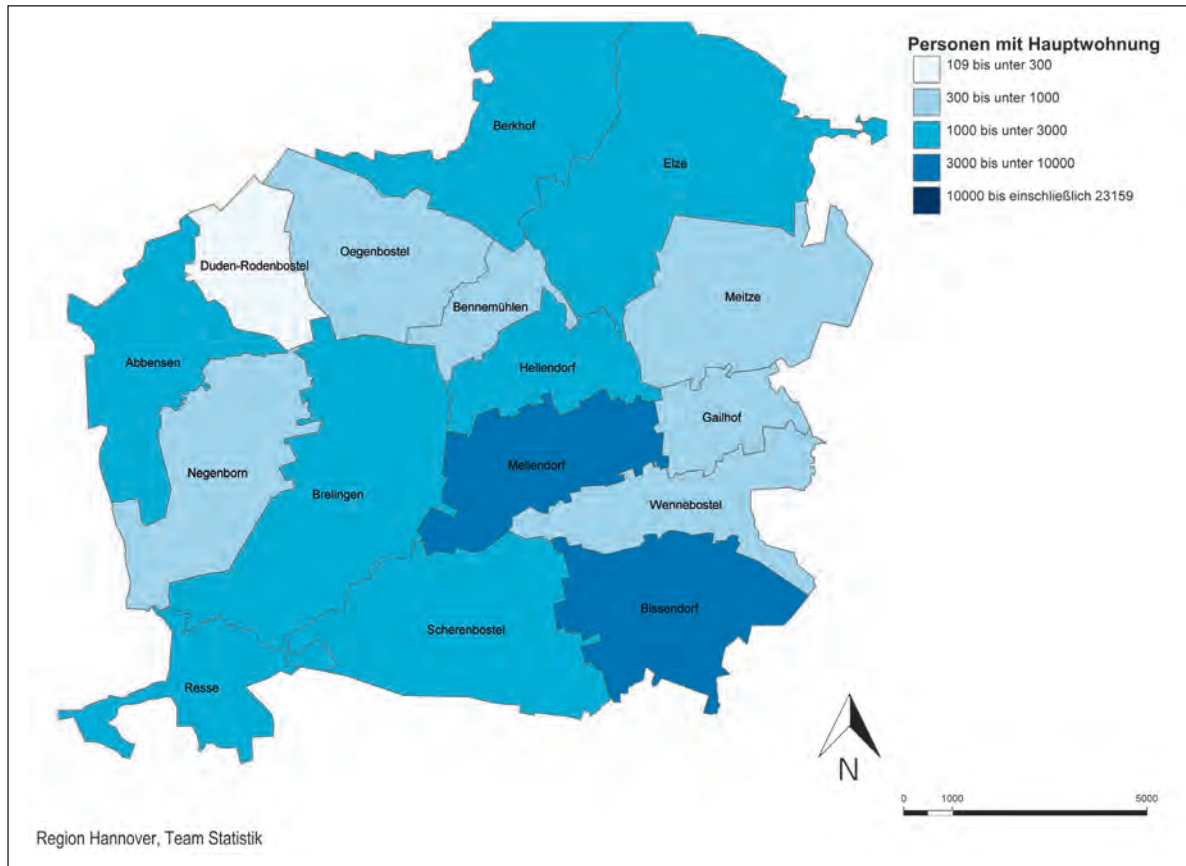 Personen mit Hauptwohnung
109 bis unter 300
300 bis unter 1000
1000 bis unter 3000
3000 bis unter 10000
10000 bis einschließlich 23159
Berkhof
Elze
Oegenbostel
Duden-Rodenbostel
Meitze
Bennemühlen
Abbensen
Hellendorf
Gailhof
Mellendorf
Negenborn
Brelingen
Wennebostel
Bissendorf
Scherenbostel
Resse
N
0 1000 5000
Region Hannover, Team Statistik